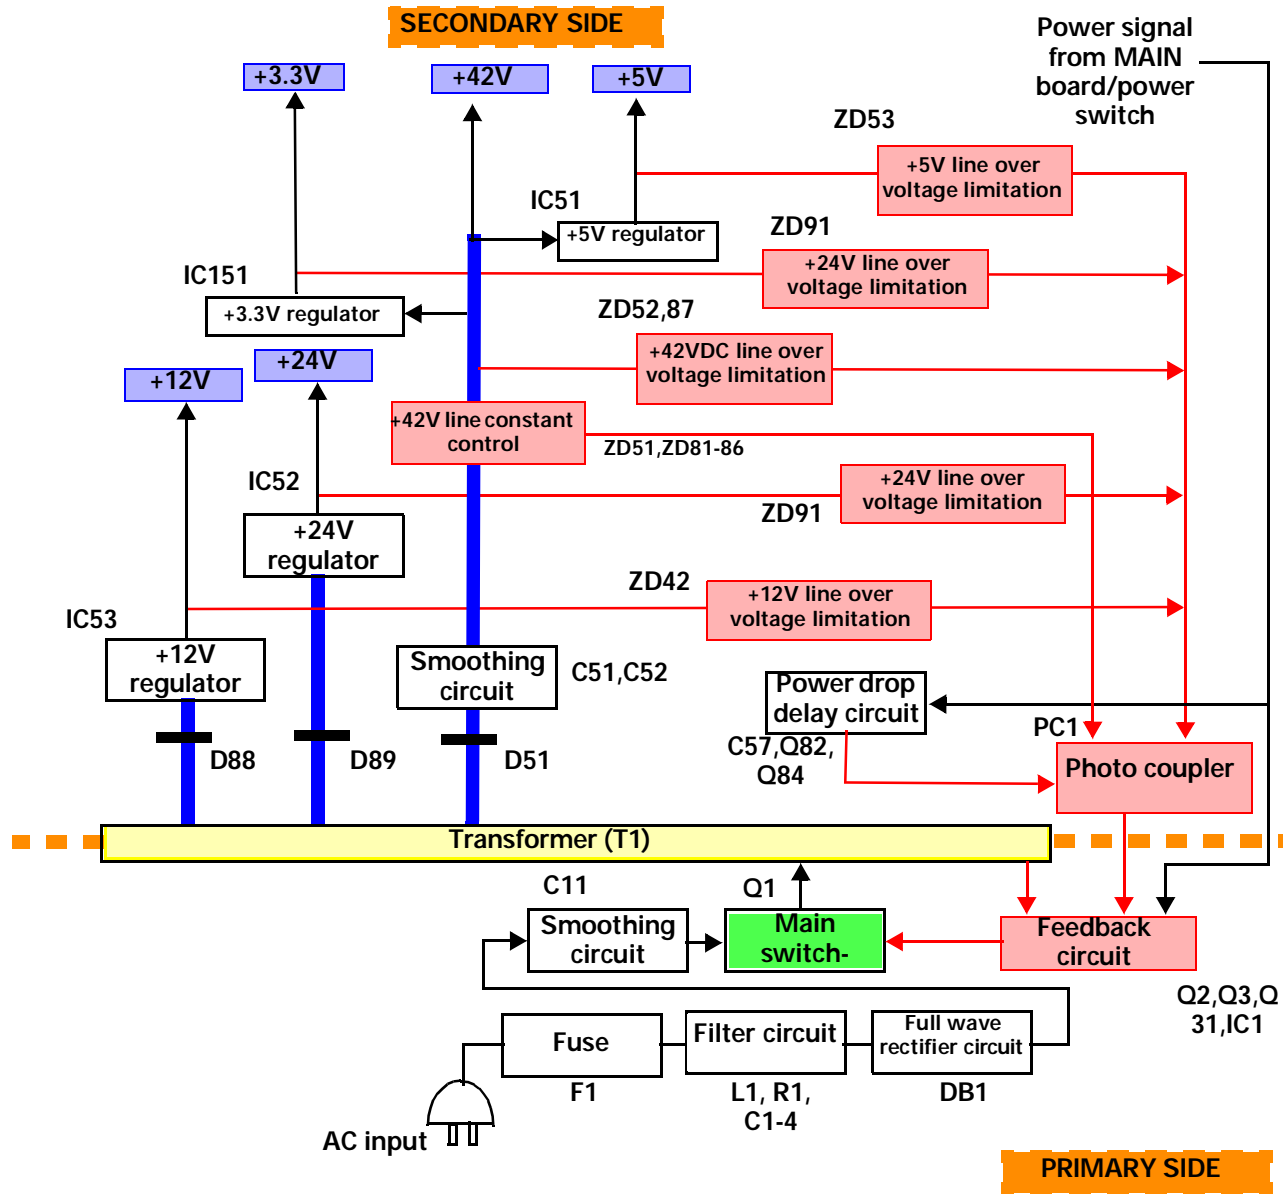 SECONDARY SIDE
Power signal
from MAIN
board/power
switch
+3.3V
+42V
+5V
ZD53
+5V line over
voltage limitation
IC51
+5V regulator
ZD91
+24V line over
voltage limitation
IC151
+3.3V regulator
ZD52,87
+42VDC line over
voltage limitation
+24V
+12V
+42V line constant
control
ZD51,ZD81-86
IC52
+24V line over
voltage limitation
ZD91
+24V
regulator
ZD42
+12V line over
voltage limitation
IC53
+12V
regulator
Smoothing
circuit
C51,C52
Power drop
delay circuit
PC1
C57,Q82,
Q84
D88
D89
D51
Photo coupler
Transformer (T1)
C11
Q1
Smoothing
circuit
Main
switch-
Feedback
circuit
Q2,Q3,Q
31,IC1
Fuse
Filter circuit
Full wave
rectifier circuit
F1
L1, R1,
C1-4
DB1
AC input
PRIMARY SIDE